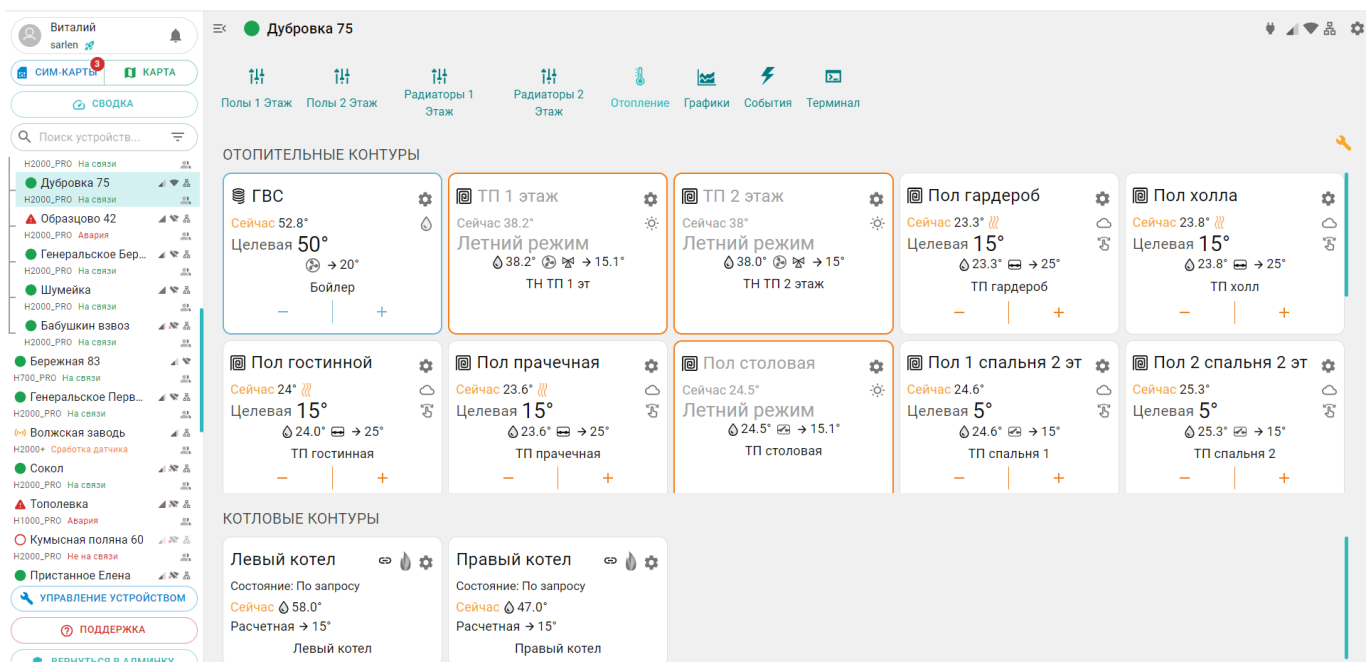 Виталий
sarlen
СИМ-КАРТЫ 3 КАРТА
СВОДКА
Поиск устройств...
H2000_PRO На связи
Дубровка 75
H2000_PRO На связи
Образцово 42
H2000_PRO Авария
Генеральское Бер...
H2000_PRO На связи
Шумейка
H2000_PRO На связи
Бабушкин взвоз
H2000_PRO На связи
Бережная 83
H700_PRO На связи
Генеральское Перв...
H2000_PRO На связи
Волжская заводь
H2000+ Сработка датчика
Сокол
H2000_PRO На связи
Тополевка
H1000_PRO Авария
Кумысная поляна 60
H2000_PRO Не на связи
Пристанное Елена
УПРАВЛЕНИЕ УСТРОЙСТВОМ
ПОДДЕРЖКА
ВЕРНУТЬСЯ В АДМИНКУ
Дубровка 75
Полы 1 Этаж Полы 2 Этаж Радиаторы 1 Этаж Радиаторы 2 Этаж Отопление Графики События Терминал
ОТОПИТЕЛЬНЫЕ КОНТУРЫ
ГВС
Сейчас 52.8°
Целевая 50°
→ 20°
Бойлер
− +
ТП 1 этаж
Сейчас 38.2°
Летний режим
38.2° → 15.1°
ТН ТП 1 эт
ТП 2 этаж
Сейчас 38°
Летний режим
38.0° → 15°
ТН ТП 2 этаж
Пол гардероб
Сейчас 23.3°
Целевая 15°
23.3° → 25°
ТП гардероб
− +
Пол холла
Сейчас 23.8°
Целевая 15°
23.8° → 25°
ТП холл
− +
Пол гостинной
Сейчас 24°
Целевая 15°
24.0° → 25°
ТП гостинная
− +
Пол прачечная
Сейчас 23.6°
Целевая 15°
23.6° → 25°
ТП прачечная
− +
Пол столовая
Сейчас 24.5°
Летний режим
24.5° → 15.1°
ТП столовая
Пол 1 спальня 2 эт
Сейчас 24.6°
Целевая 5°
24.6° → 15°
ТП спальня 1
− +
Пол 2 спальня 2 эт
Сейчас 25.3°
Целевая 5°
25.3° → 15°
ТП спальня 2
− +
КОТЛОВЫЕ КОНТУРЫ
Левый котел
Состояние: По запросу
Сейчас 58.0°
Расчетная → 15°
Левый котел
Правый котел
Состояние: По запросу
Сейчас 47.0°
Расчетная → 15°
Правый котел